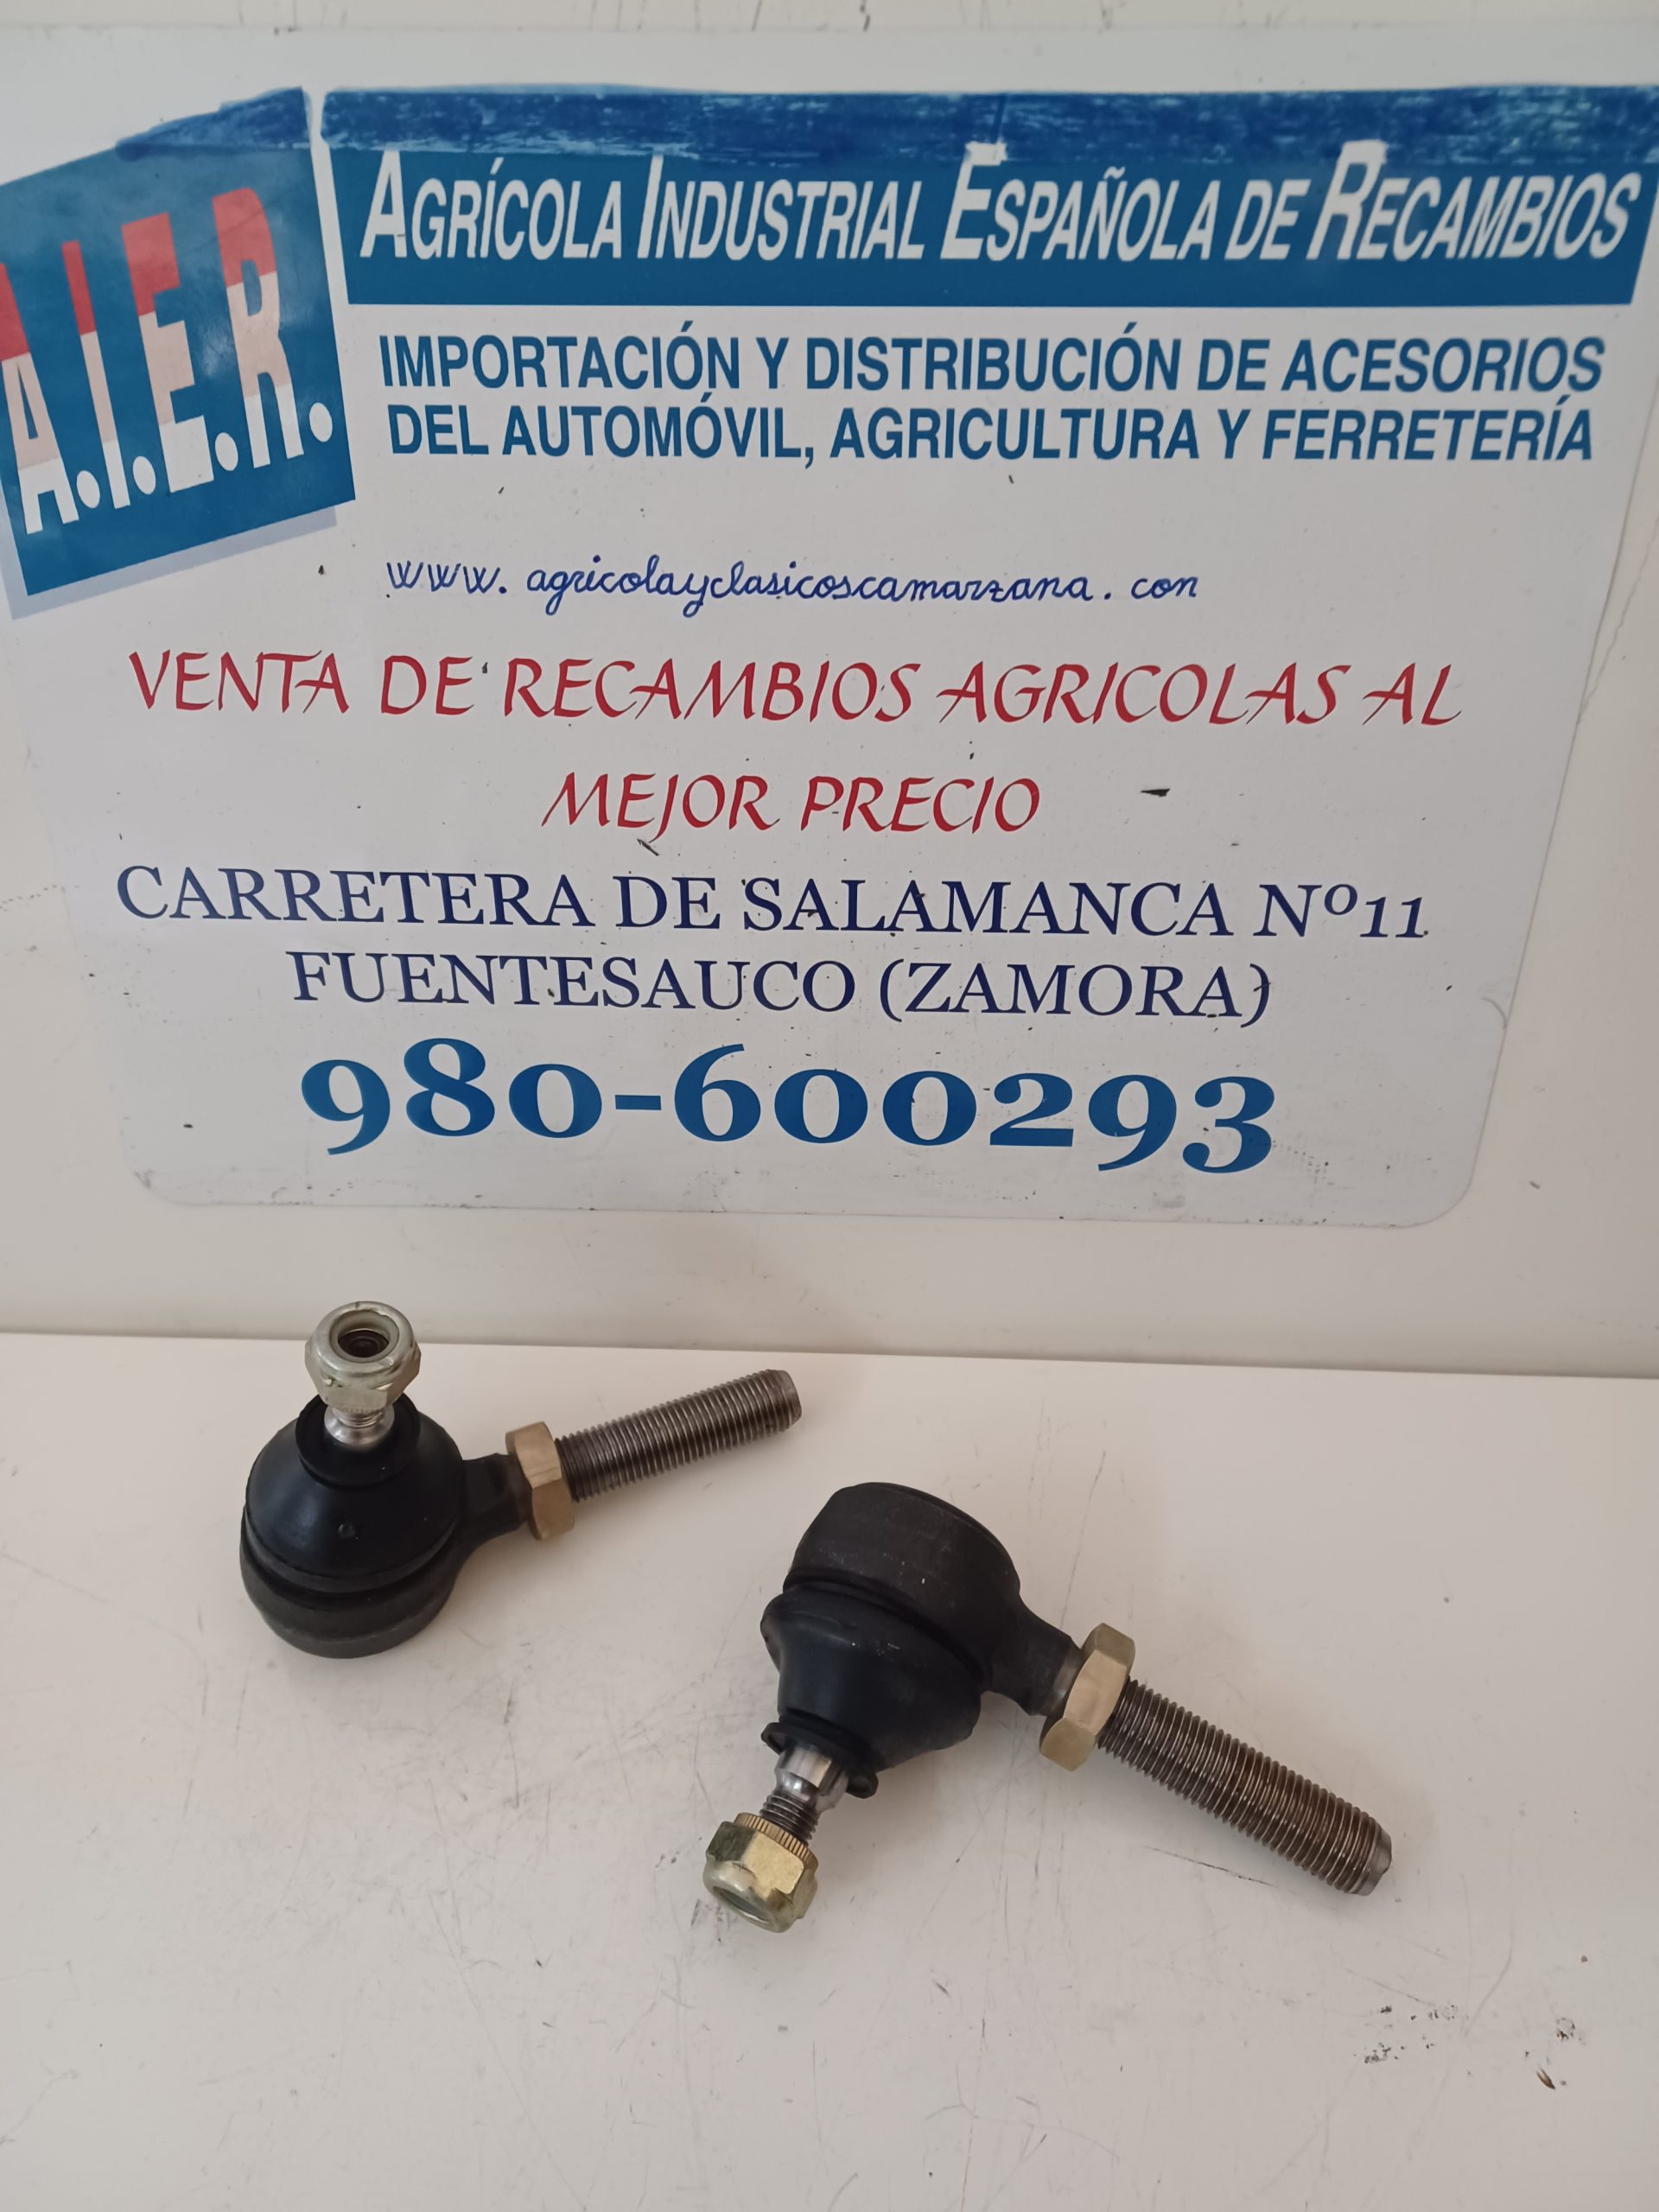 A.I.E.R.
AGRÍCOLA INDUSTRIAL ESPAÑOLA DE RECAMBIOS
IMPORTACIÓN Y DISTRIBUCIÓN DE ACESORIOS
DEL AUTOMÓVIL, AGRICULTURA Y FERRETERÍA
www.agricolayclasicoscamarzana.con
VENTA DE RECAMBIOS AGRICOLAS AL
MEJOR PRECIO
CARRETERA DE SALAMANCA Nº11
FUENTESAUCO (ZAMORA)
980-600293